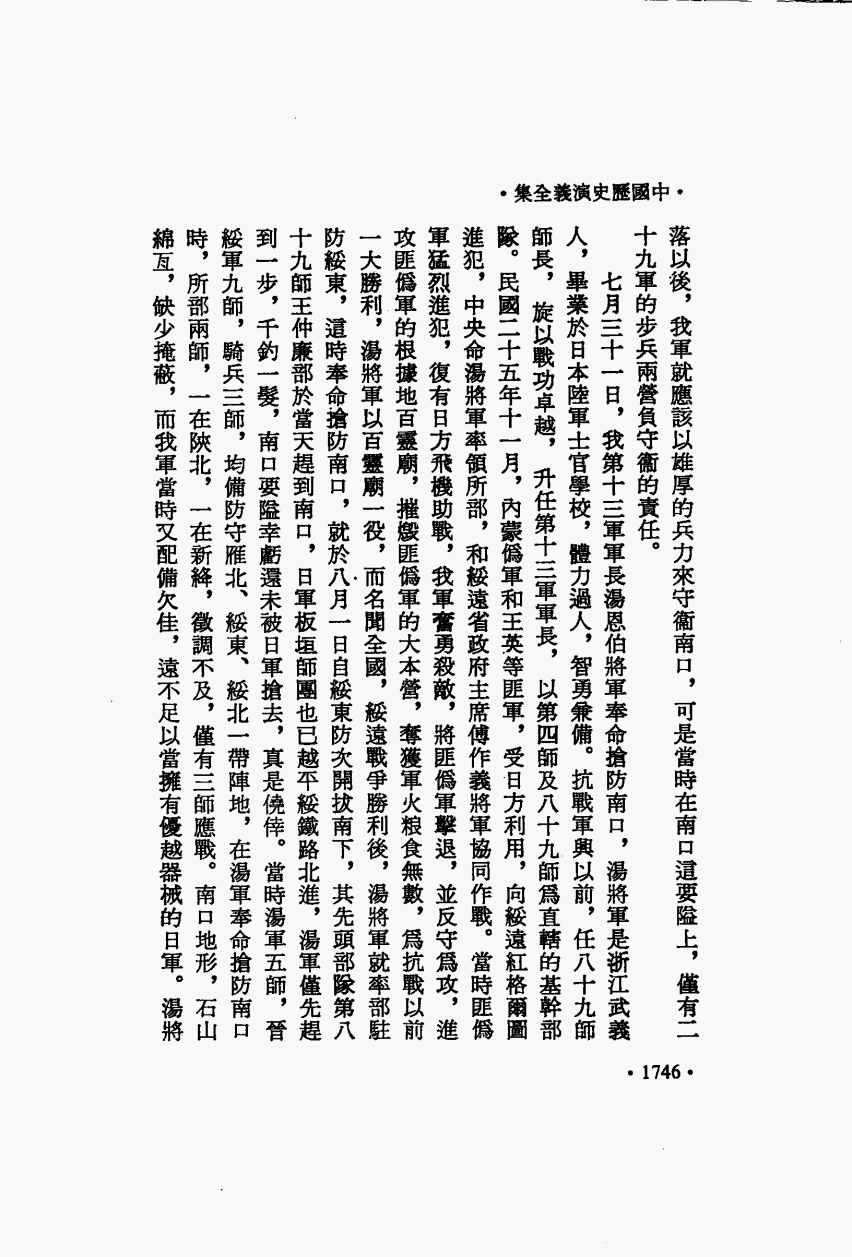 ·中國歷史演義全集·
落以後，我軍就應該以雄厚的兵力來守衞南口，可是當時在南口這要隘上，僅有二
十九軍的步兵兩營負守衞的責任。
七月三十一日，我第十三軍軍長湯恩伯將軍奉命搶防南口，湯將軍是浙江武義
人，畢業於日本陸軍士官學校，體力過人，智勇兼備。抗戰軍興以前，任八十九師
師長，旋以戰功卓越，升任第十三軍軍長，以第四師及八十九師爲直轄的基幹部
隊。民國二十五年十一月，內蒙僞軍和王英等匪軍，受日方利用，向綏遠紅格爾圖
進犯，中央命湯將軍率領所部，和綏遠省政府主席傅作義將軍協同作戰。當時匪僞
軍猛烈進犯，復有日方飛機助戰，我軍奮勇殺敵，將匪僞軍擊退，並反守爲攻，進
攻匪僞軍的根據地百靈廟，摧燬匪僞軍的大本營，奪獲軍火粮食無數，爲抗戰以前
一大勝利，湯將軍以百靈廟一役，而名聞全國，綏遠戰爭勝利後，湯將軍就率部駐
防綏東，這時奉命搶防南口，就於八月一日自綏東防次開拔南下，其先頭部隊第八
十九師王仲廉部於當天趕到南口，日軍板垣師團也已越平綏鐵路北進，湯軍僅先趕
到一步，千鈞一髮，南口要隘幸虧還未被日軍搶去，真是僥倖。當時湯軍五師，晉
綏軍九師，騎兵三師，均備防守雁北、綏東、綏北一帶陣地，在湯軍奉命搶防南口
時，所部兩師，一在陝北，一在新絳，徵調不及，僅有三師應戰。南口地形，石山
綿亙，缺少掩蔽，而我軍當時又配備欠佳，遠不足以當擁有優越器械的日軍。湯將
·1746·